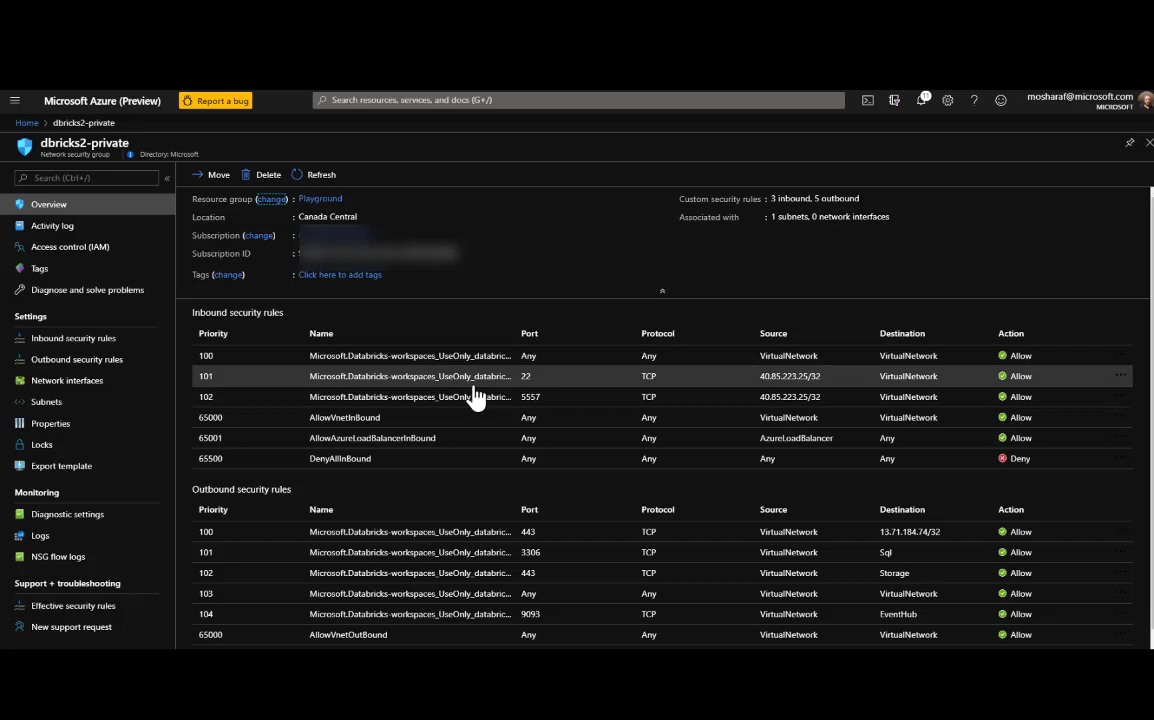 Microsoft Azure (Preview) Report a bug Search resources, services, and docs (G+/) 11 mosharaf@microsoft.com
MICROSOFT
Home > dbricks2-private
dbricks2-private
Network security group Directory: Microsoft
Search (Ctrl+/) «
Move Delete Refresh
Overview
Activity log
Access control (IAM)
Tags
Diagnose and solve problems
Settings
Inbound security rules
Outbound security rules
Network interfaces
Subnets
Properties
Locks
Export template
Monitoring
Diagnostic settings
Logs
NSG flow logs
Support + troubleshooting
Effective security rules
New support request
Resource group (change) : Playground
Location : Canada Central
Subscription (change) :
Subscription ID :
Tags (change) : Click here to add tags
Custom security rules : 3 inbound, 5 outbound
Associated with : 1 subnets, 0 network interfaces
Inbound security rules
Priority Name Port Protocol Source Destination Action
100 Microsoft.Databricks-workspaces_UseOnly_databric... Any Any VirtualNetwork VirtualNetwork Allow ...
101 Microsoft.Databricks-workspaces_UseOnly_databric... 22 TCP 40.85.223.25/32 VirtualNetwork Allow ...
102 Microsoft.Databricks-workspaces_UseOnly_databric... 5557 TCP 40.85.223.25/32 VirtualNetwork Allow ...
65000 AllowVnetInBound Any Any VirtualNetwork VirtualNetwork Allow ...
65001 AllowAzureLoadBalancerInBound Any Any AzureLoadBalancer Any Allow ...
65500 DenyAllInBound Any Any Any Any Deny ...
Outbound security rules
Priority Name Port Protocol Source Destination Action
100 Microsoft.Databricks-workspaces_UseOnly_databric... 443 TCP VirtualNetwork 13.71.184.74/32 Allow ...
101 Microsoft.Databricks-workspaces_UseOnly_databric... 3306 TCP VirtualNetwork Sql Allow ...
102 Microsoft.Databricks-workspaces_UseOnly_databric... 443 TCP VirtualNetwork Storage Allow ...
103 Microsoft.Databricks-workspaces_UseOnly_databric... Any Any VirtualNetwork VirtualNetwork Allow ...
104 Microsoft.Databricks-workspaces_UseOnly_databric... 9093 TCP VirtualNetwork EventHub Allow ...
65000 AllowVnetOutBound Any Any VirtualNetwork VirtualNetwork Allow ...